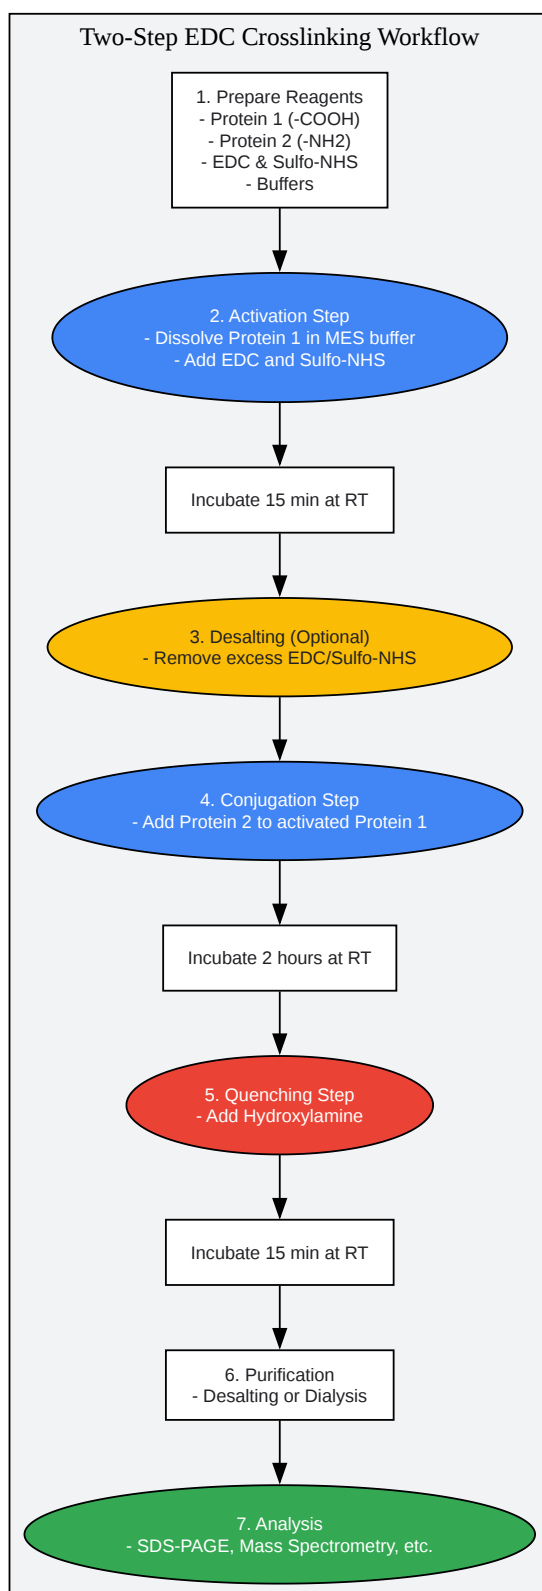 Two-Step EDC Crosslinking Workflow
1. Prepare Reagents
- Protein 1 (-COOH)
- Protein 2 (-NH2)
- EDC & Sulfo-NHS
- Buffers
2. Activation Step
- Dissolve Protein 1 in MES buffer
- Add EDC and Sulfo-NHS
Incubate 15 min at RT
3. Desalting (Optional)
- Remove excess EDC/Sulfo-NHS
4. Conjugation Step
- Add Protein 2 to activated Protein 1
Incubate 2 hours at RT
5. Quenching Step
- Add Hydroxylamine
Incubate 15 min at RT
6. Purification
- Desalting or Dialysis
7. Analysis
- SDS-PAGE, Mass Spectrometry, etc.